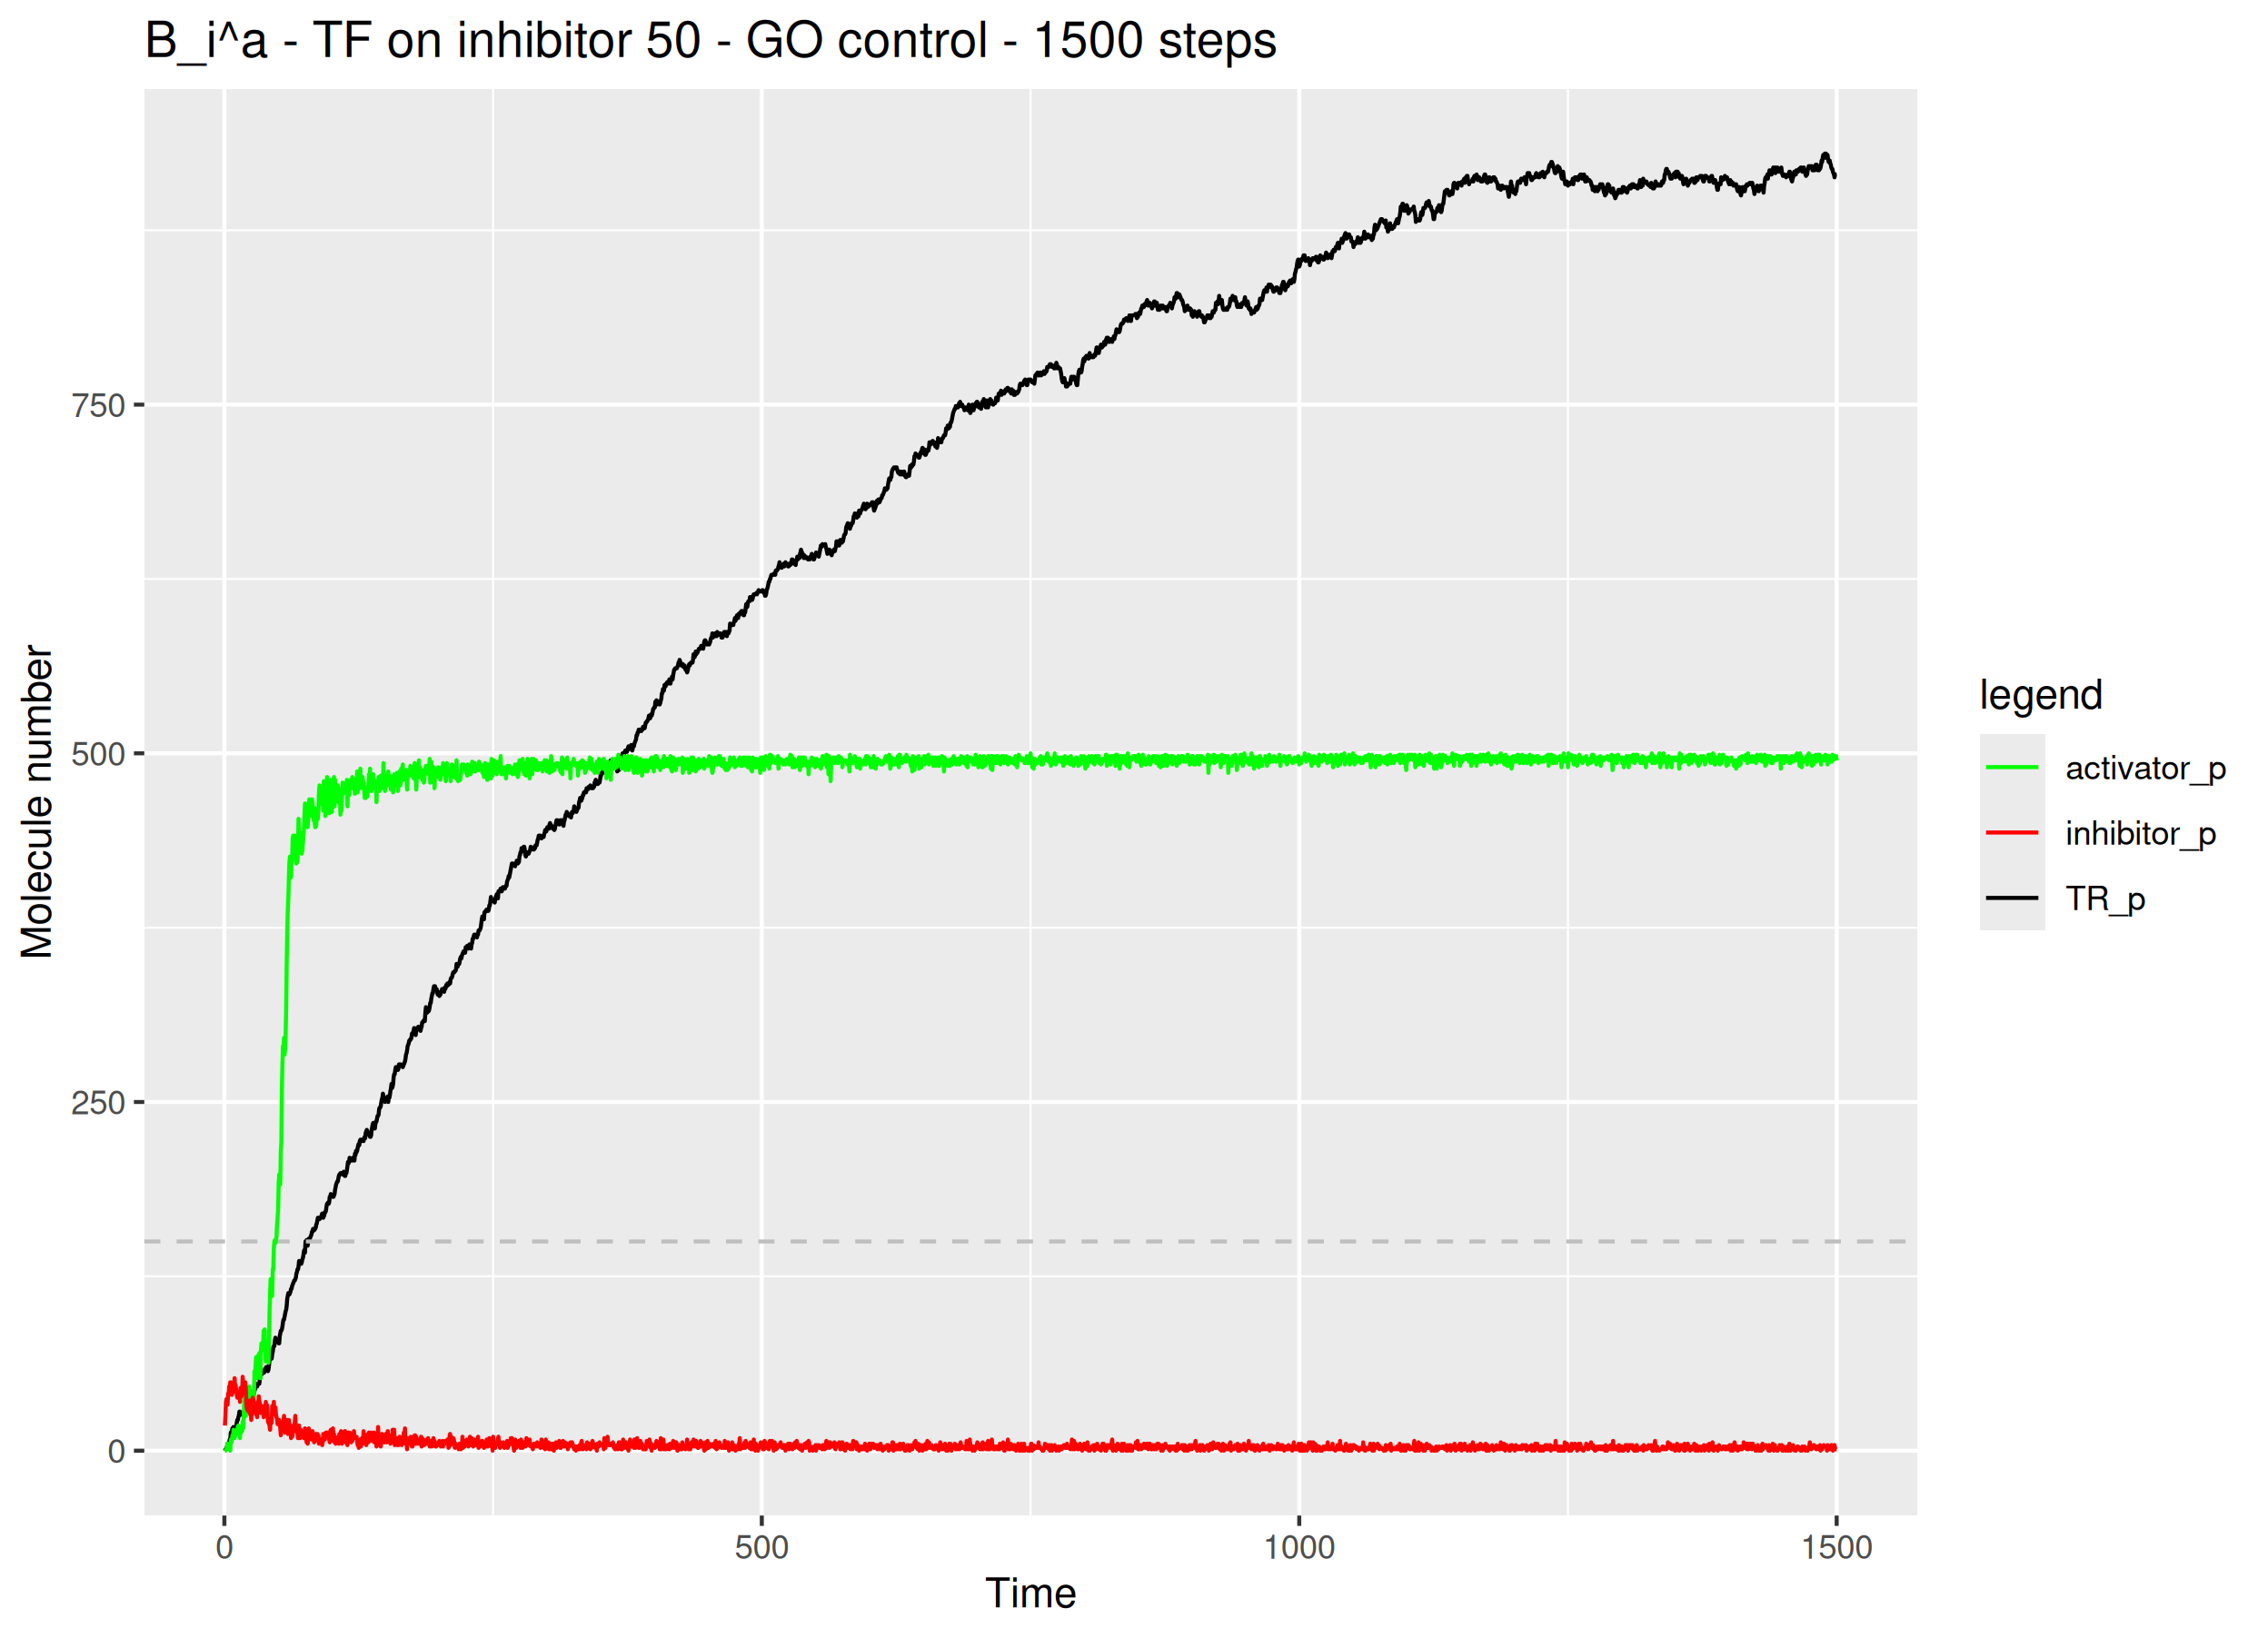 B_i^a - TF on inhibitor 50 - GO control - 1500 steps
Molecule number
750
500
250
0
0 500 1000 1500
Time
legend
activator_p
inhibitor_p
TR_p